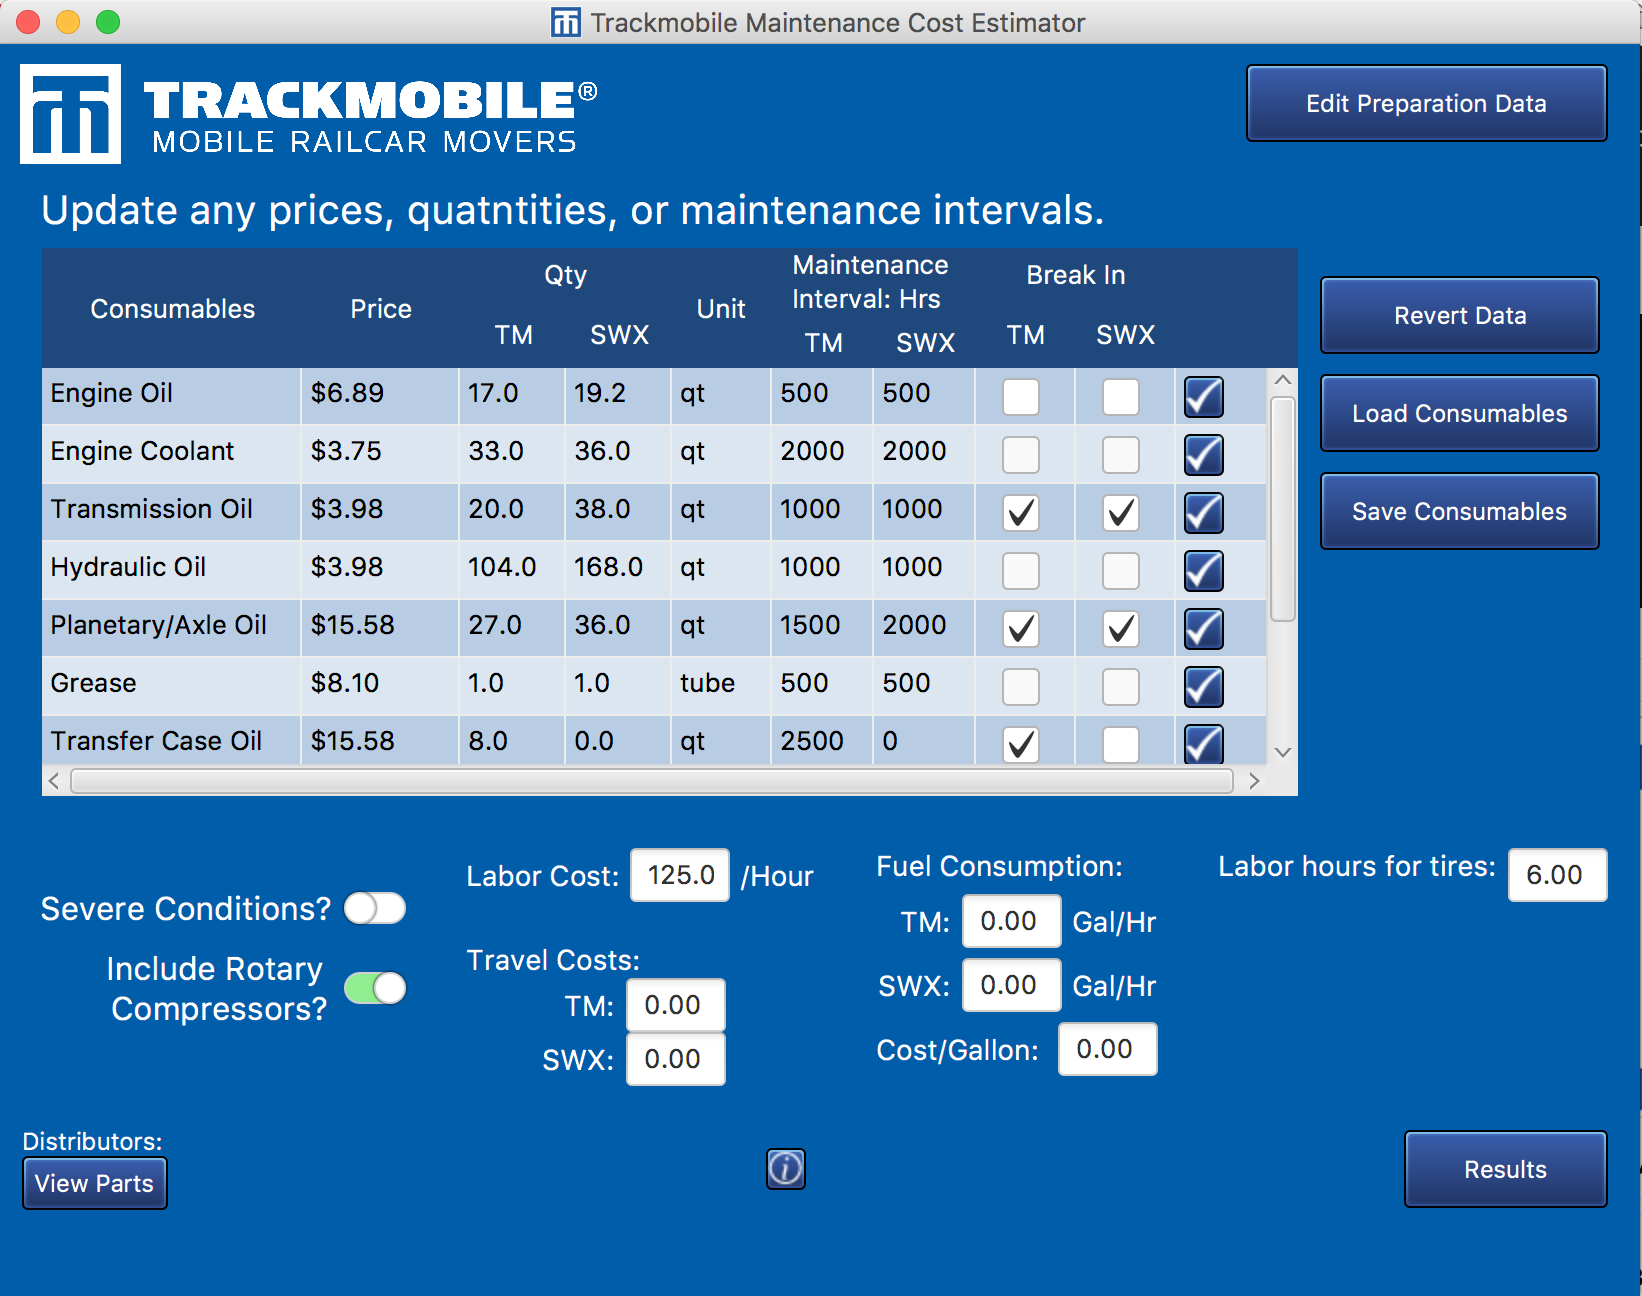 Trackmobile Maintenance Cost Estimator
TRACKMOBILE®
MOBILE RAILCAR MOVERS
Edit Preparation Data
Update any prices, quatntities, or maintenance intervals.
Consumables Price Qty TM SWX Unit Maintenance Interval: Hrs TM SWX Break In TM SWX
Engine Oil $6.89 17.0 19.2 qt 500 500
Engine Coolant $3.75 33.0 36.0 qt 2000 2000
Transmission Oil $3.98 20.0 38.0 qt 1000 1000
Hydraulic Oil $3.98 104.0 168.0 qt 1000 1000
Planetary/Axle Oil $15.58 27.0 36.0 qt 1500 2000
Grease $8.10 1.0 1.0 tube 500 500
Transfer Case Oil $15.58 8.0 0.0 qt 2500 0
Revert Data
Load Consumables
Save Consumables
Severe Conditions?
Include Rotary
Compressors?
Labor Cost: 125.0 /Hour
Travel Costs:
TM: 0.00
SWX: 0.00
Fuel Consumption:
TM: 0.00 Gal/Hr
SWX: 0.00 Gal/Hr
Cost/Gallon: 0.00
Labor hours for tires: 6.00
Distributors:
View Parts
i
Results